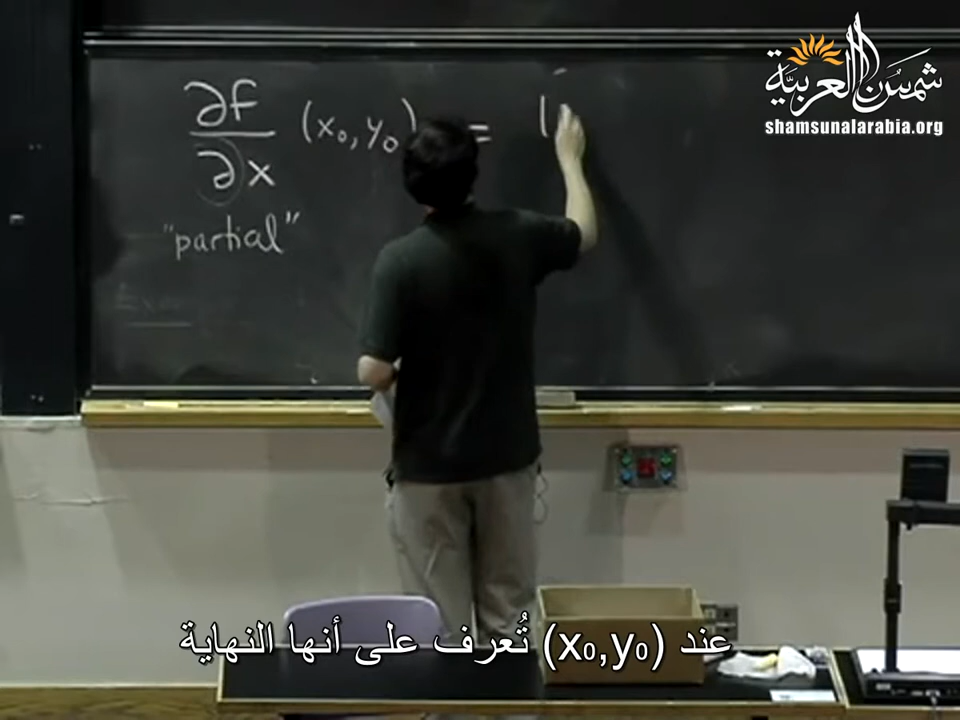 شمس العربية
shamsunalarabia.org
∂f
∂x
(x₀, y₀) =
"partial"
عند (x₀,y₀) تُعرف على أنها النهاية